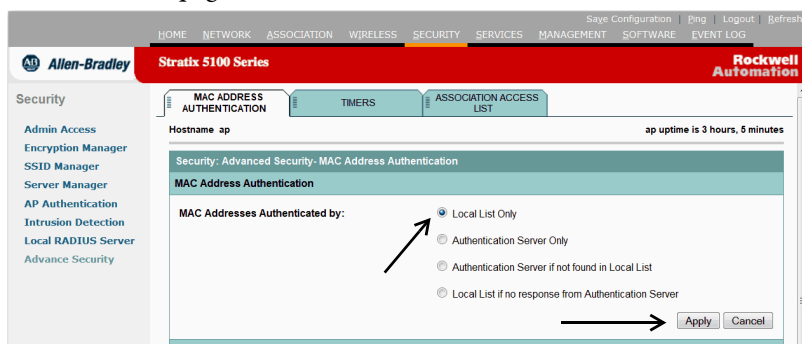 page
Save Configuration | Ping | Logout | Refresh
HOME NETWORK ASSOCIATION WIRELESS SECURITY SERVICES MANAGEMENT SOFTWARE EVENT LOG
AB Allen-Bradley
Stratix 5100 Series
Rockwell
Automation
Security
MAC ADDRESS
AUTHENTICATION
TIMERS
ASSOCIATION ACCESS
LIST
Admin Access
Encryption Manager
SSID Manager
Server Manager
AP Authentication
Intrusion Detection
Local RADIUS Server
Advance Security
Hostname ap
ap uptime is 3 hours, 5 minutes
Security: Advanced Security- MAC Address Authentication
MAC Address Authentication
MAC Addresses Authenticated by:
Local List Only
Authentication Server Only
Authentication Server if not found in Local List
Local List if no response from Authentication Server
Apply Cancel